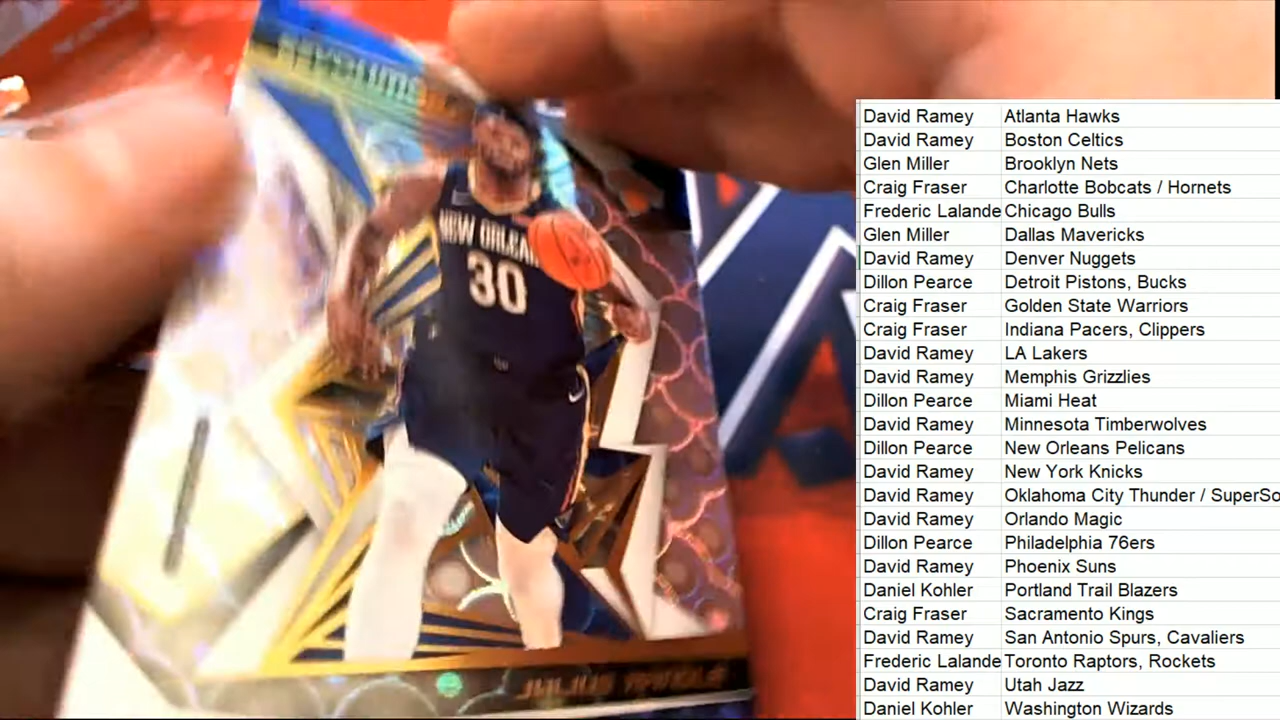 NEW ORLEAN
30
JULIUS RANDLE
David Ramey Atlanta Hawks
David Ramey Boston Celtics
Glen Miller Brooklyn Nets
Craig Fraser Charlotte Bobcats / Hornets
Frederic Lalande Chicago Bulls
Glen Miller Dallas Mavericks
David Ramey Denver Nuggets
Dillon Pearce Detroit Pistons, Bucks
Craig Fraser Golden State Warriors
Craig Fraser Indiana Pacers, Clippers
David Ramey LA Lakers
David Ramey Memphis Grizzlies
Dillon Pearce Miami Heat
David Ramey Minnesota Timberwolves
Dillon Pearce New Orleans Pelicans
David Ramey New York Knicks
David Ramey Oklahoma City Thunder / SuperSo
David Ramey Orlando Magic
Dillon Pearce Philadelphia 76ers
David Ramey Phoenix Suns
Daniel Kohler Portland Trail Blazers
Craig Fraser Sacramento Kings
David Ramey San Antonio Spurs, Cavaliers
Frederic Lalande Toronto Raptors, Rockets
David Ramey Utah Jazz
Daniel Kohler Washington Wizards